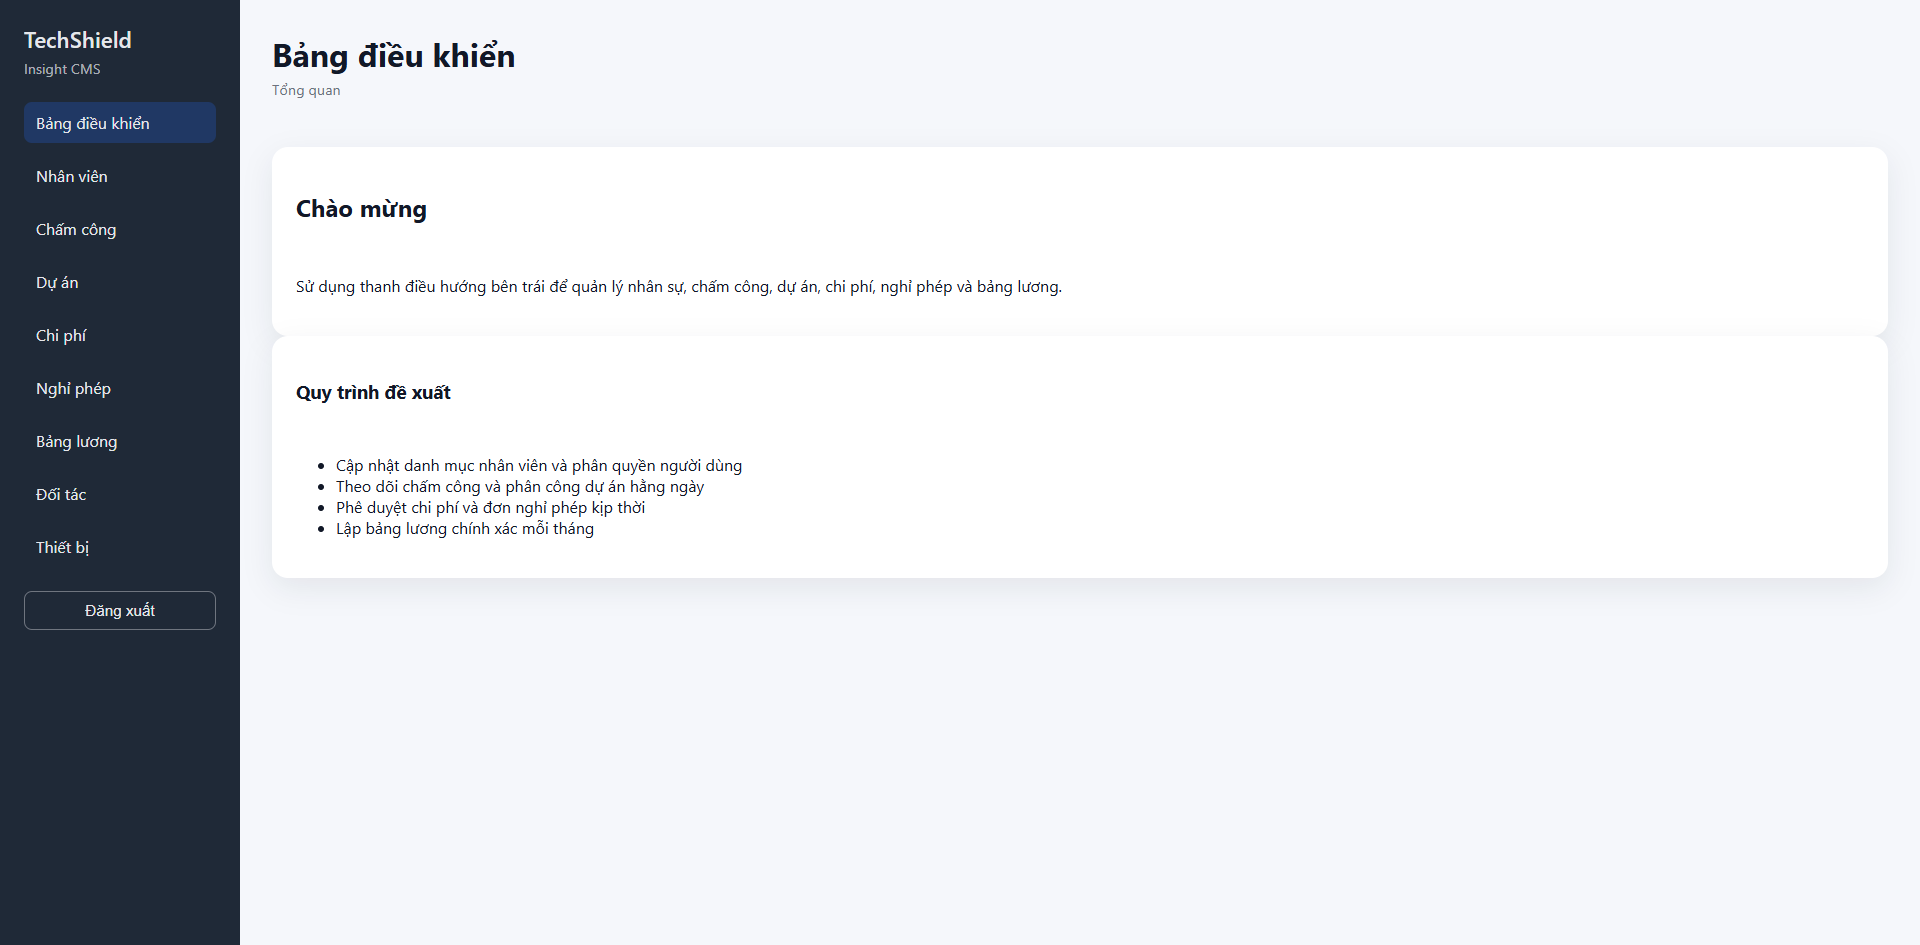 TechShield
Insight CMS
Bảng điều khiển
Nhân viên
Chấm công
Dự án
Chi phí
Nghỉ phép
Bảng lương
Đối tác
Thiết bị
Đăng xuất
Bảng điều khiển
Tổng quan
Chào mừng
Sử dụng thanh điều hướng bên trái để quản lý nhân sự, chấm công, dự án, chi phí, nghỉ phép và bảng lương.
Quy trình đề xuất
Cập nhật danh mục nhân viên và phân quyền người dùng
Theo dõi chấm công và phân công dự án hằng ngày
Phê duyệt chi phí và đơn nghỉ phép kịp thời
Lập bảng lương chính xác mỗi tháng